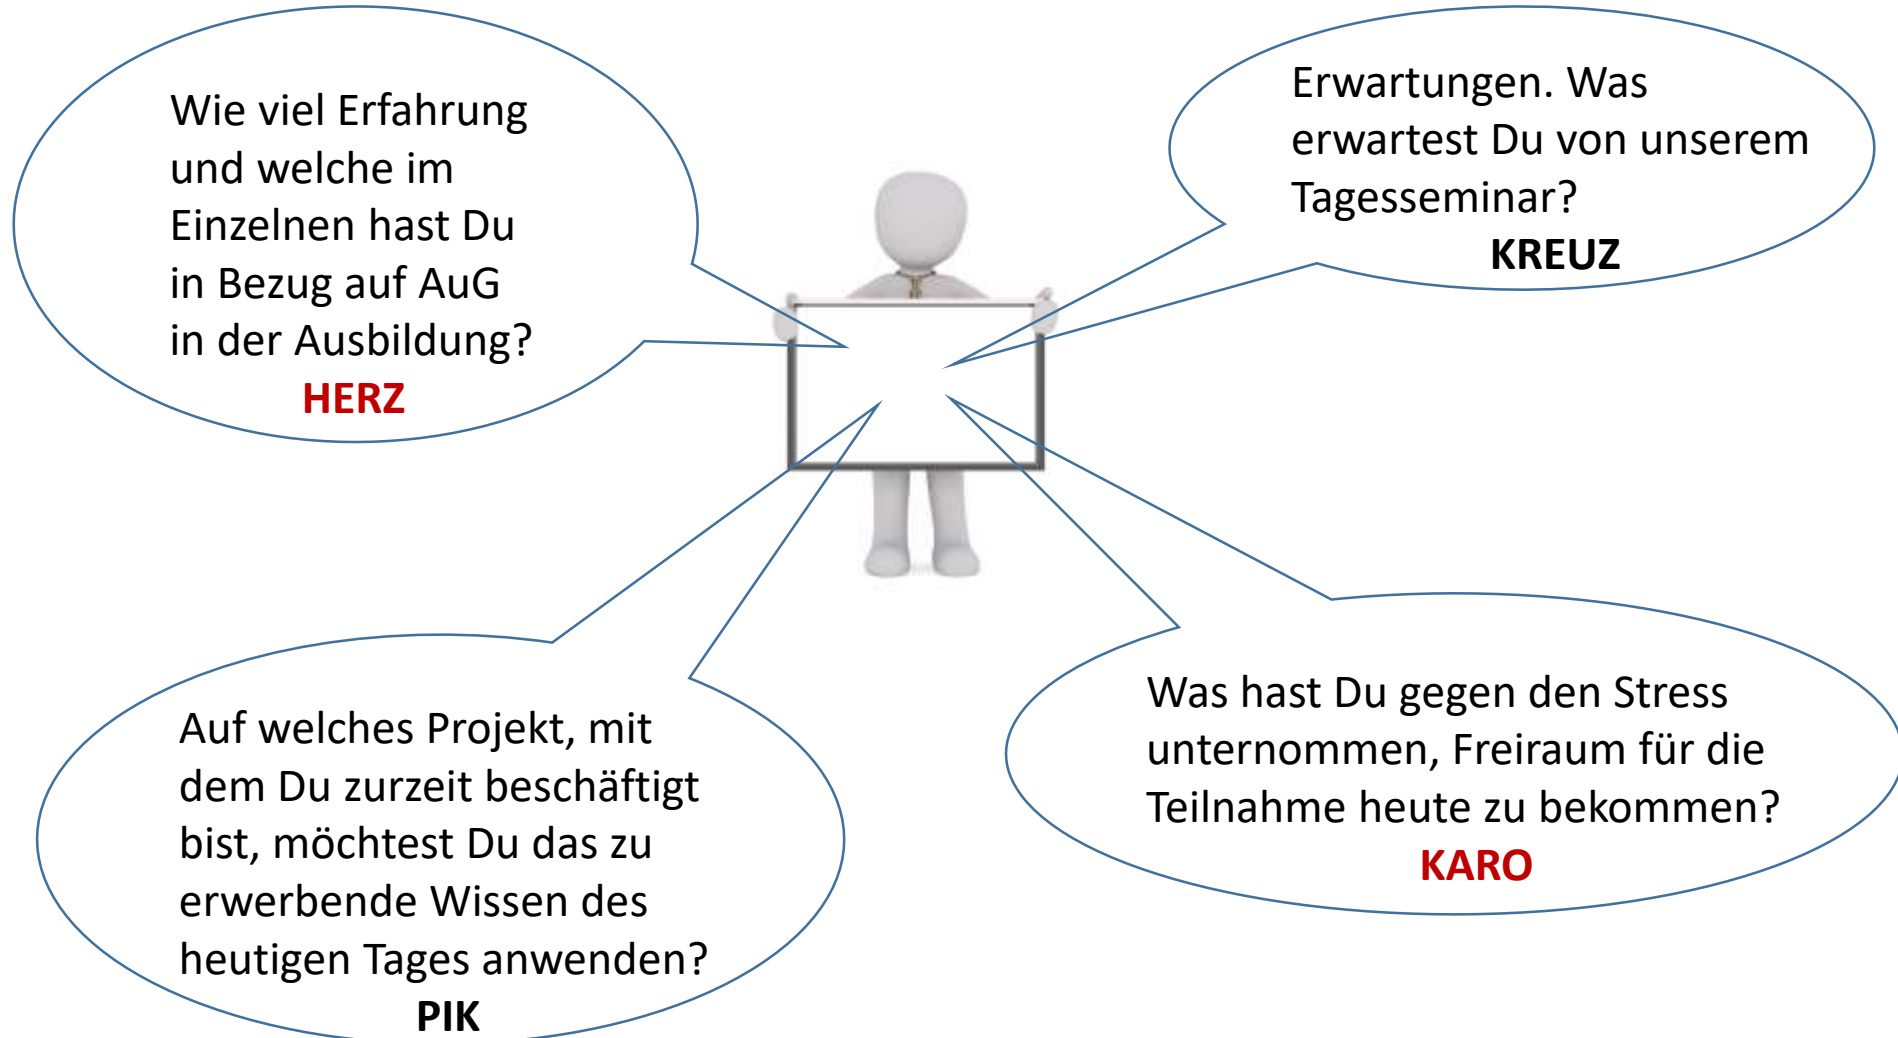 Wie viel Erfahrung
und welche im
Einzelnen hast Du
in Bezug auf AuG
in der Ausbildung?
HERZ
Erwartungen. Was
erwartest Du von unserem
Tagesseminar?
KREUZ
Auf welches Projekt, mit
dem Du zurzeit beschäftigt
bist, möchtest Du das zu
erwerbende Wissen des
heutigen Tages anwenden?
PIK
Was hast Du gegen den Stress
unternommen, Freiraum für die
Teilnahme heute zu bekommen?
KARO